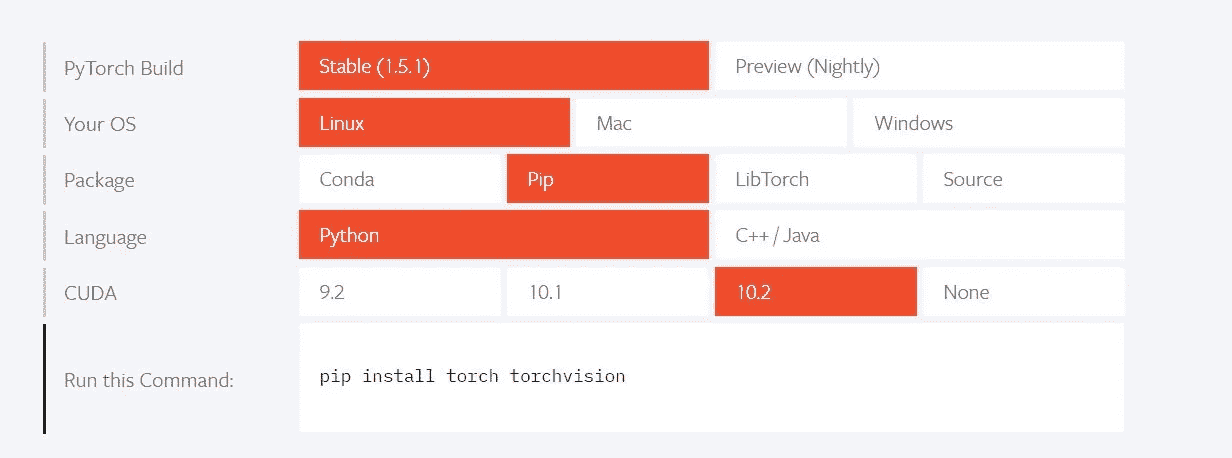 PyTorch Build Stable (1.5.1) Preview (Nightly)
Your OS Linux Mac Windows
Package Conda Pip LibTorch Source
Language Python C++ / Java
CUDA 9.2 10.1 10.2 None
Run this Command: pip install torch torchvision